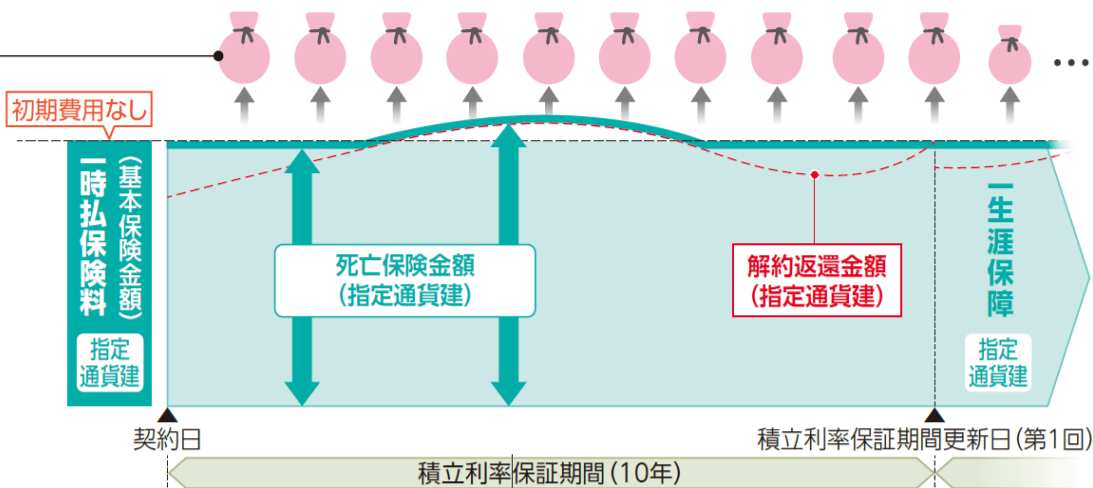 初期費用なし
一時払保険料
（基本保険金額）
指定
通貨建
死亡保険金額
（指定通貨建）
解約返還金額
（指定通貨建）
一生涯保障
指定
通貨建
…
契約日
積立利率保証期間更新日（第1回）
積立利率保証期間（10年）